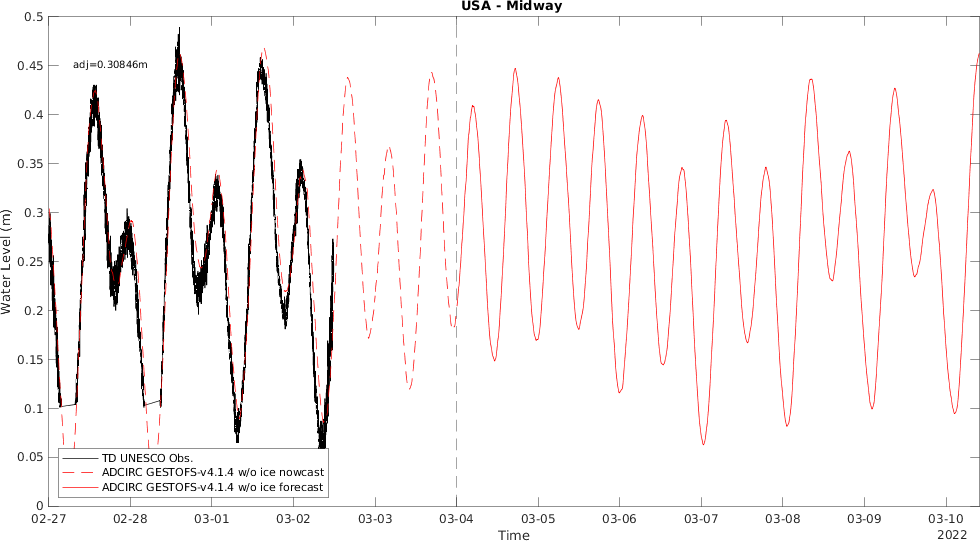 USA - Midway
0.5
0.45
0.4
0.35
0.3
0.25
0.2
0.15
0.1
0.05
0
Water Level (m)
adj=0.30846m
TD UNESCO Obs.
ADCIRC GESTOFS-v4.1.4 w/o ice nowcast
ADCIRC GESTOFS-v4.1.4 w/o ice forecast
02-27 02-28 03-01 03-02 03-03 03-04 03-05 03-06 03-07 03-08 03-09 03-10
Time
2022